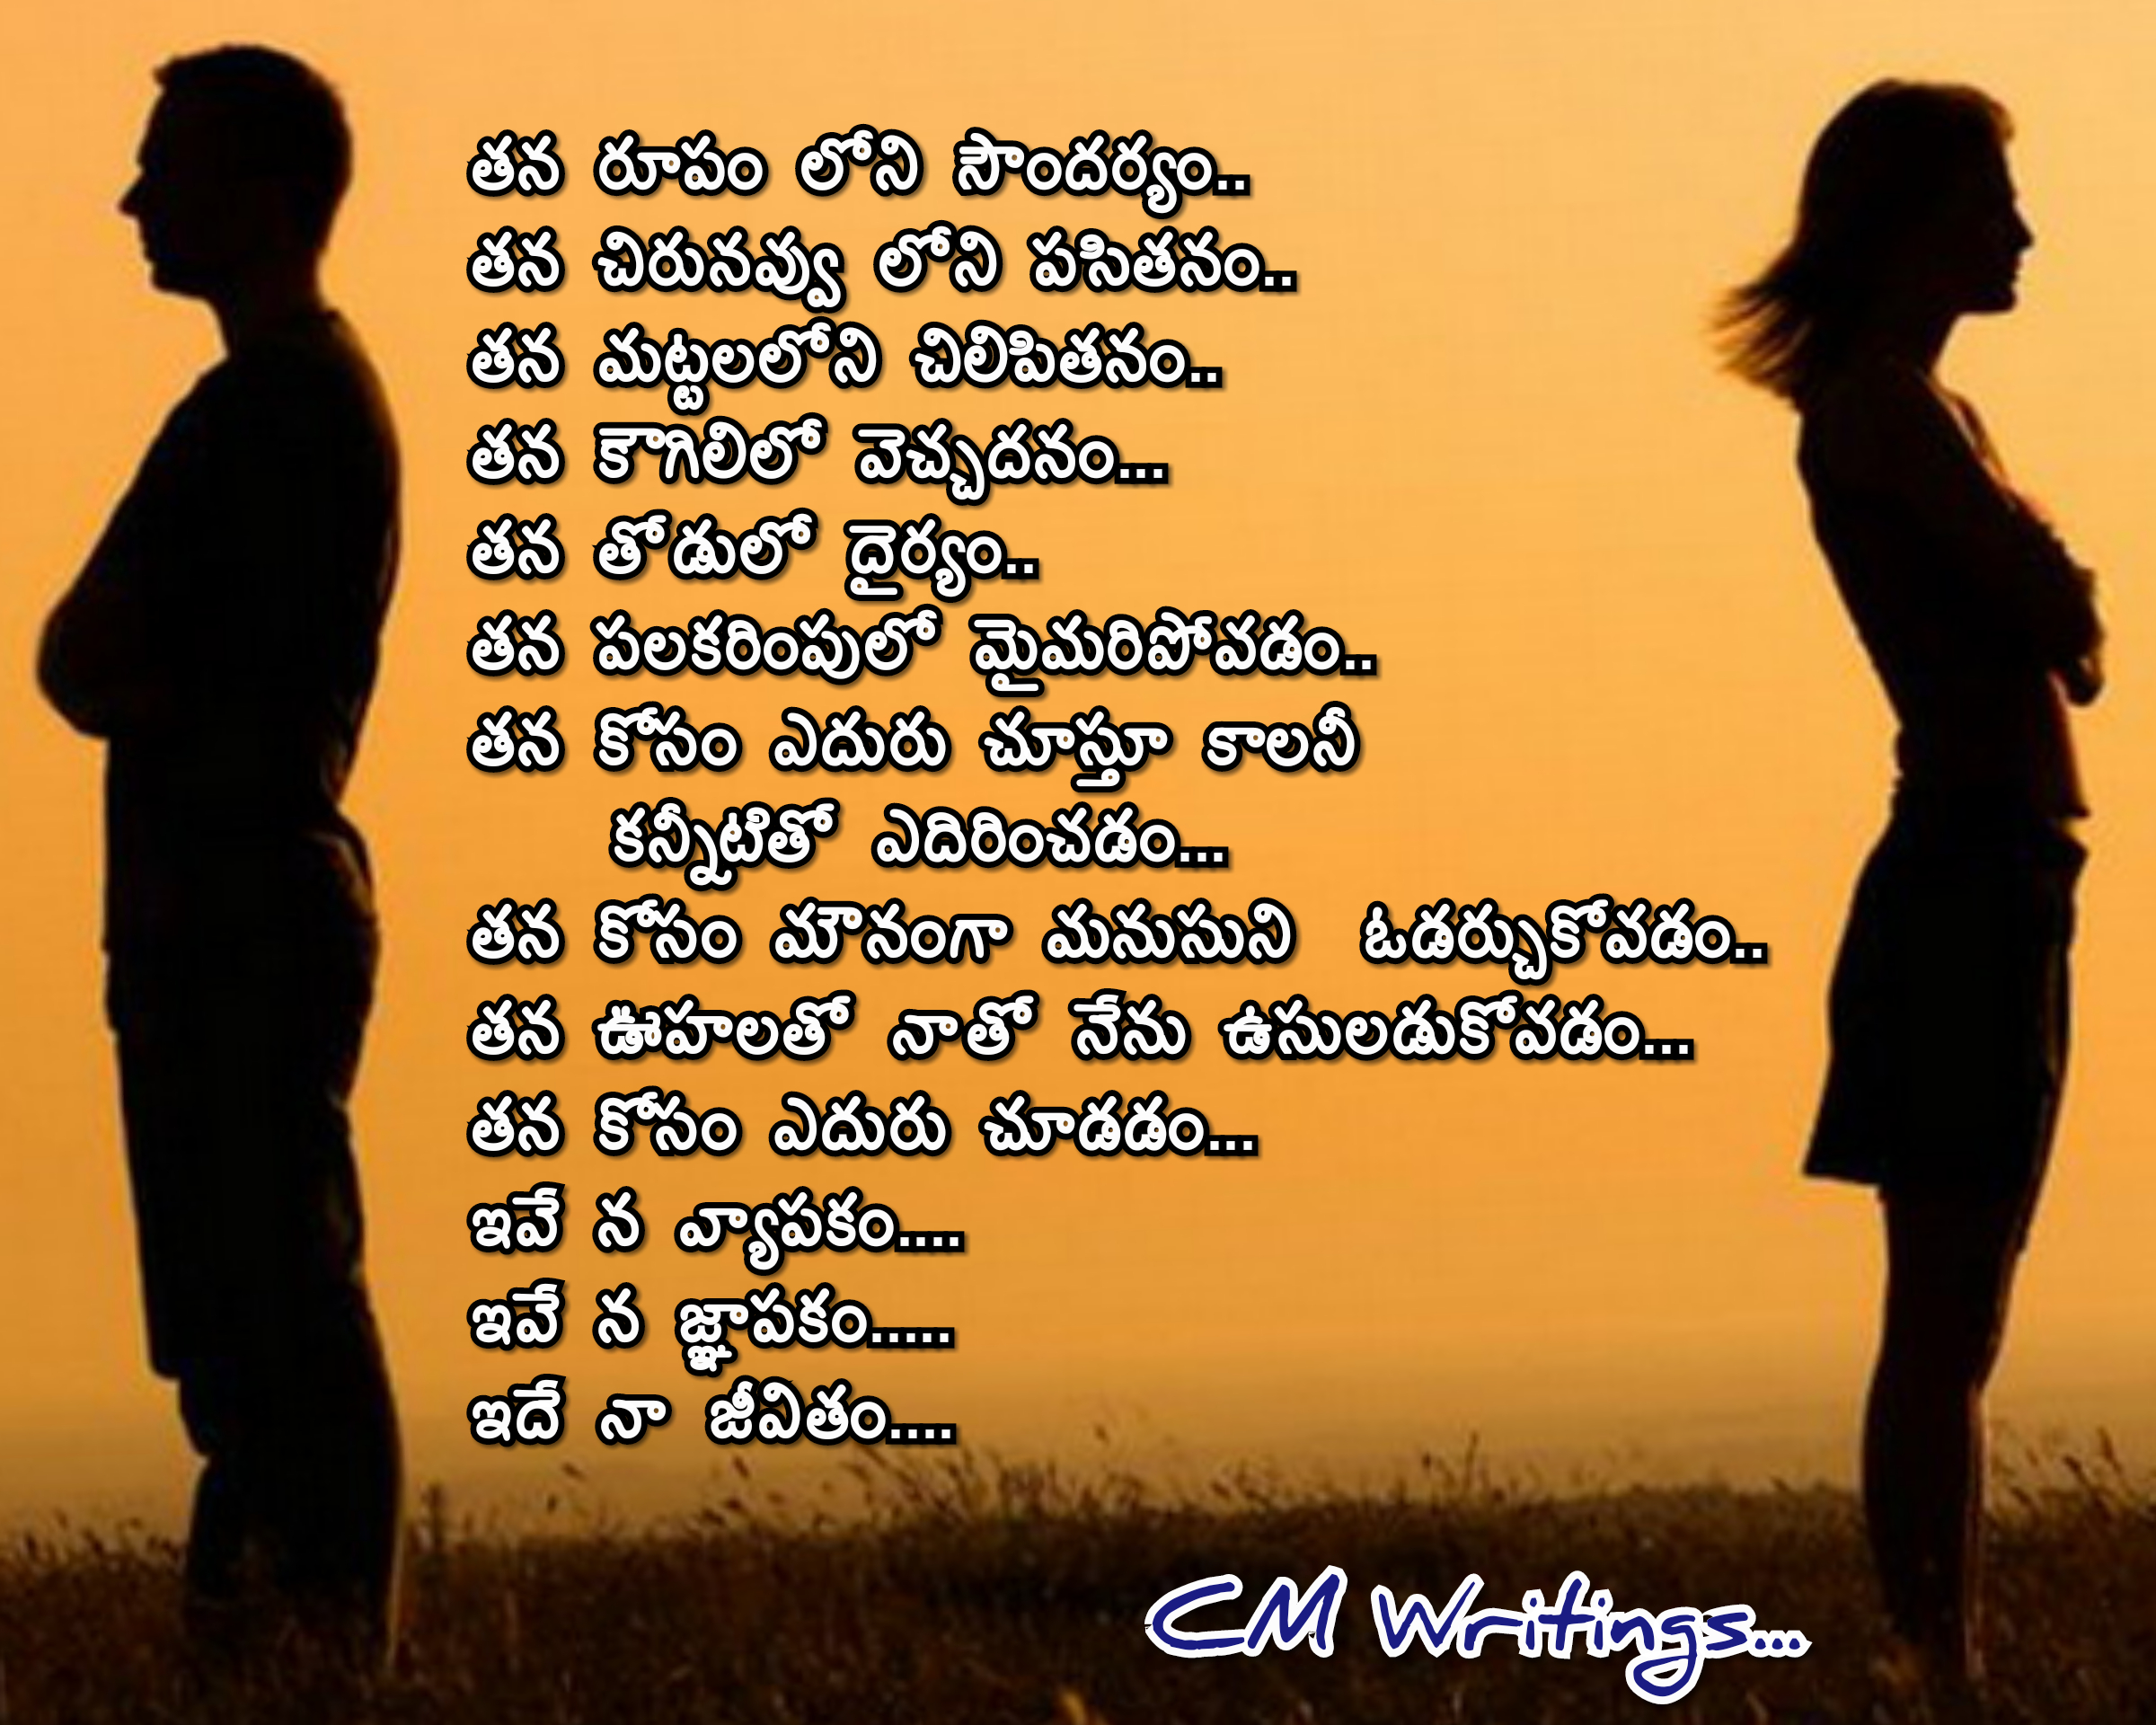 తన రూపం లోని సౌందర్యం..
తన చిరునవ్వు లోని పసితనం..
తన మట్టలలోని చిలిపితనం..
తన కౌగిలిలో వెచ్చదనం...
తన తోడులో దైర్యం..
తన పలకరింపులో మైమరిపోవడం..
తన కోసం ఎదురు చూస్తూ కాలనీ
కన్నీటితో ఎదిరించడం...
తన కోసం మౌనంగా మనుసుని ఓడర్చుకోవడం..
తన ఊహలతో నాతో నేను ఉసులడుకోవడం...
తన కోసం ఎదురు చూడడం...
ఇవే న వ్యాపకం....
ఇవే న జ్ఞాపకం.....
ఇదే నా జీవితం....
CM Writings...